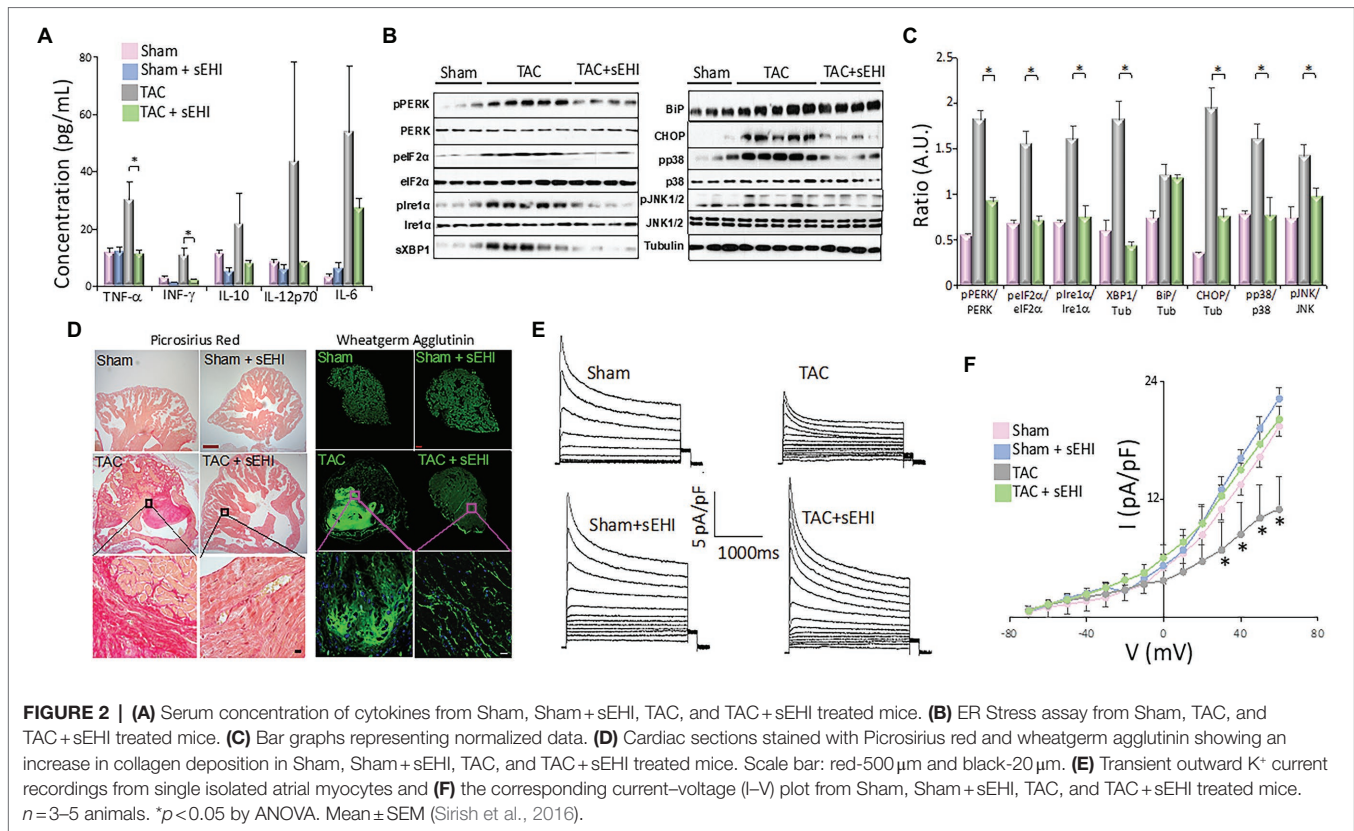 A
Sham
Sham + sEHI
TAC
TAC + sEHI
Concentration (pg/mL)
80
60
40
20
0
*
*
TNF-α INF-γ IL-10 IL-12p70 IL-6
B
Sham TAC TAC+sEHI
pPERK
PERK
peIF2α
eIF2α
pIre1α
Ire1α
sXBP1
Sham TAC TAC+sEHI
BiP
CHOP
pp38
p38
pJNK1/2
JNK1/2
Tubulin
C
Ratio (A.U.)
2.5
2
1.5
1
0.5
0
* * * * * * *
pPERK/ peIF2α/ pIre1α/ XBP1/ BiP/ CHOP/ pp38/ pJNK/
PERK eIF2α Ire1α Tub Tub Tub p38 JNK
D
Picrosirius Red Wheatgerm Agglutinin
Sham Sham + sEHI Sham Sham + sEHI
TAC TAC + sEHI TAC TAC + sEHI
E
Sham TAC
Sham+sEHI TAC+sEHI
5 pA/pF
1000ms
F
Sham
Sham + sEHI
TAC
TAC + sEHI
I (pA/pF)
24
12
* * * *
-80 -40 0 40 80
V (mV)
FIGURE 2 | (A) Serum concentration of cytokines from Sham, Sham + sEHI, TAC, and TAC + sEHI treated mice. (B) ER Stress assay from Sham, TAC, and
TAC + sEHI treated mice. (C) Bar graphs representing normalized data. (D) Cardiac sections stained with Picrosirius red and wheatgerm agglutinin showing an
increase in collagen deposition in Sham, Sham + sEHI, TAC, and TAC + sEHI treated mice. Scale bar: red-500 μm and black-20 μm. (E) Transient outward K⁺ current
recordings from single isolated atrial myocytes and (F) the corresponding current–voltage (I–V) plot from Sham, Sham + sEHI, TAC, and TAC + sEHI treated mice.
n = 3–5 animals. *p < 0.05 by ANOVA. Mean ± SEM (Sirish et al., 2016).